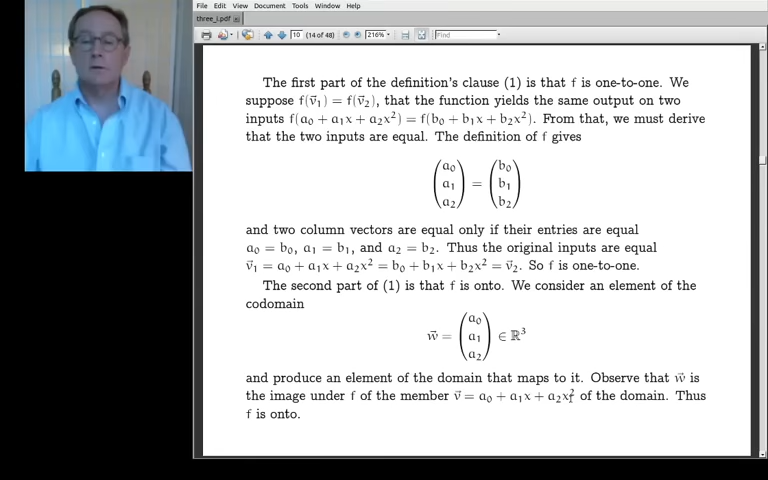 File Edit View Document Tools Window Help
three_i.pdf
10 (14 of 48) 216% Find
The first part of the definition's clause (1) is that f is one-to-one. We
suppose f(v⃗₁) = f(v⃗₂), that the function yields the same output on two
inputs f(a₀ + a₁x + a₂x²) = f(b₀ + b₁x + b₂x²). From that, we must derive
that the two inputs are equal. The definition of f gives
(a₀ a₁ a₂) = (b₀ b₁ b₂)
and two column vectors are equal only if their entries are equal
a₀ = b₀, a₁ = b₁, and a₂ = b₂. Thus the original inputs are equal
v⃗₁ = a₀ + a₁x + a₂x² = b₀ + b₁x + b₂x² = v⃗₂. So f is one-to-one.
The second part of (1) is that f is onto. We consider an element of the
codomain
w⃗ = (a₀ a₁ a₂) ∈ ℝ³
and produce an element of the domain that maps to it. Observe that w⃗ is
the image under f of the member v⃗ = a₀ + a₁x + a₂x² of the domain. Thus
f is onto.